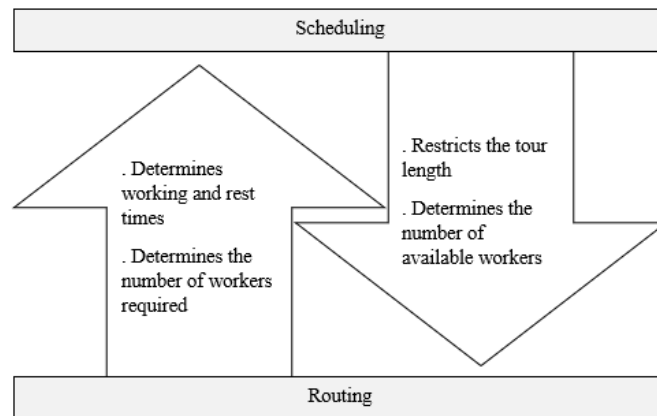 Scheduling
. Determines
working and rest
times
. Determines the
number of workers
required
. Restricts the tour
length
. Determines the
number of
available workers
Routing